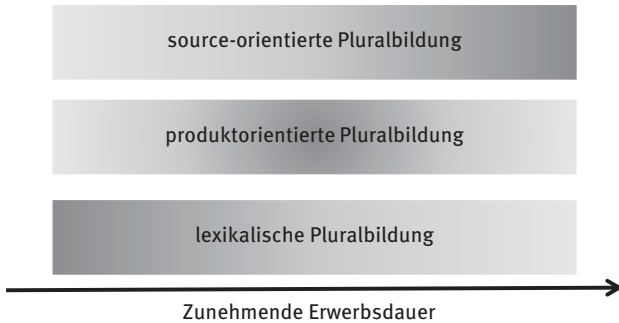 source-orientierte Pluralbildung
produktorientierte Pluralbildung
lexikalische Pluralbildung
Zunehmende Erwerbsdauer